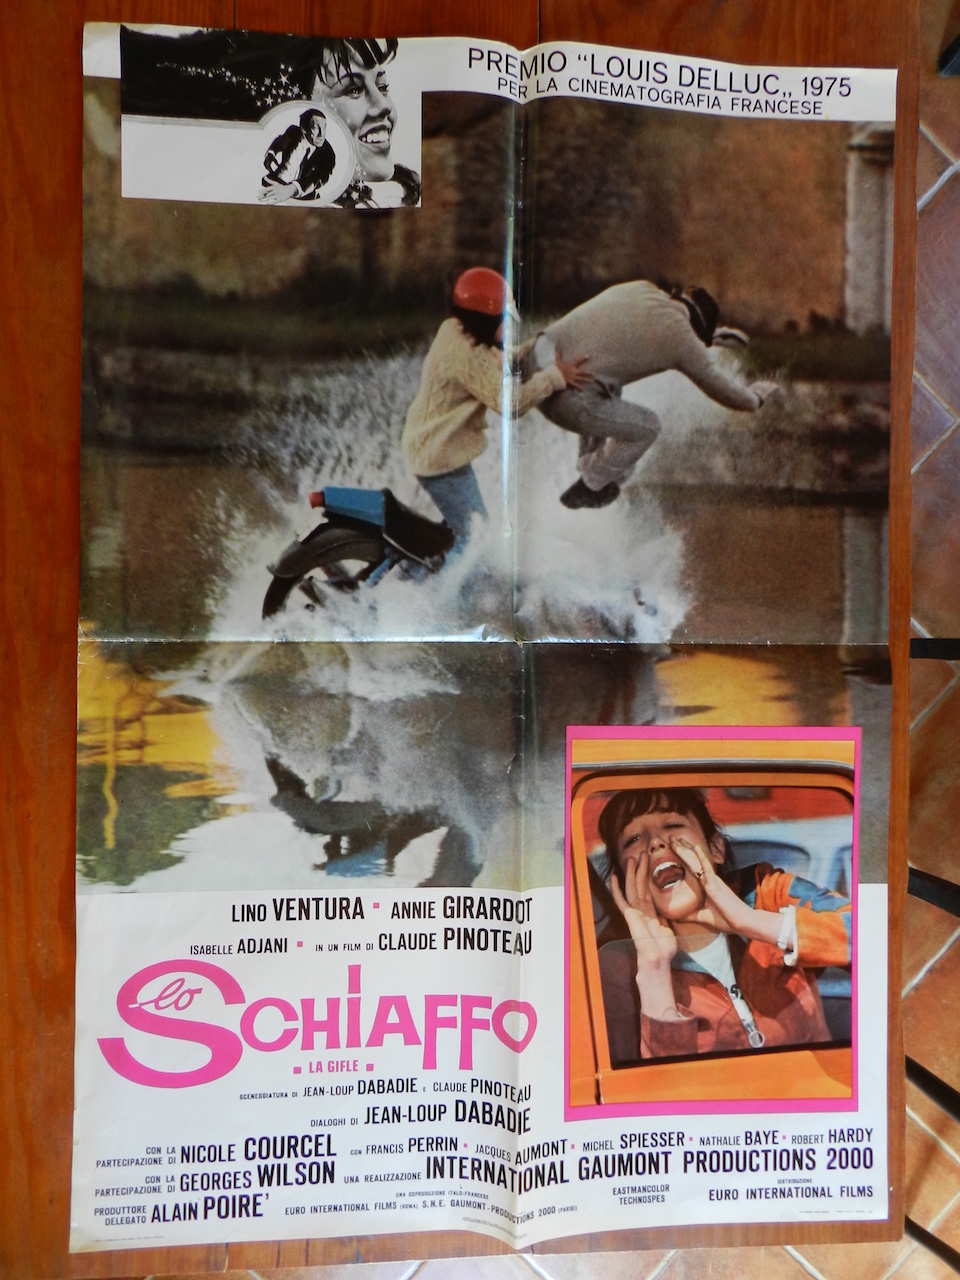 PREMIO “LOUIS DELLUC„ 1975
PER LA CINEMATOGRAFIA FRANCESE
LINO VENTURA ▪ ANNIE GIRARDOT
ISABELLE ADJANI ▪ IN UN FILM DI CLAUDE PINOTEAU
lo SCHIAFFO
▪ LA GIFLE ▪
SCENEGGIATURA DI JEAN-LOUP DABADIE E CLAUDE PINOTEAU
DIALOGHI DI JEAN-LOUP DABADIE
CON LA PARTECIPAZIONE DI NICOLE COURCEL CON FRANCIS PERRIN ▪ JACQUES AUMONT ▪ MICHEL SPIESSER ▪ NATHALIE BAYE ▪ ROBERT HARDY
CON LA PARTECIPAZIONE DI GEORGES WILSON UNA REALIZZAZIONE INTERNATIONAL GAUMONT PRODUCTIONS 2000
PRODUTTORE DELEGATO ALAIN POIRE’
UNA COPRODUZIONE ITALO-FRANCESE
EURO INTERNATIONAL FILMS (ROMA) S.N.E. GAUMONT-PRODUCTIONS 2000 (PARIGI)
EASTMANCOLOR
TECHNOSPES
DISTRIBUZIONE
EURO INTERNATIONAL FILMS